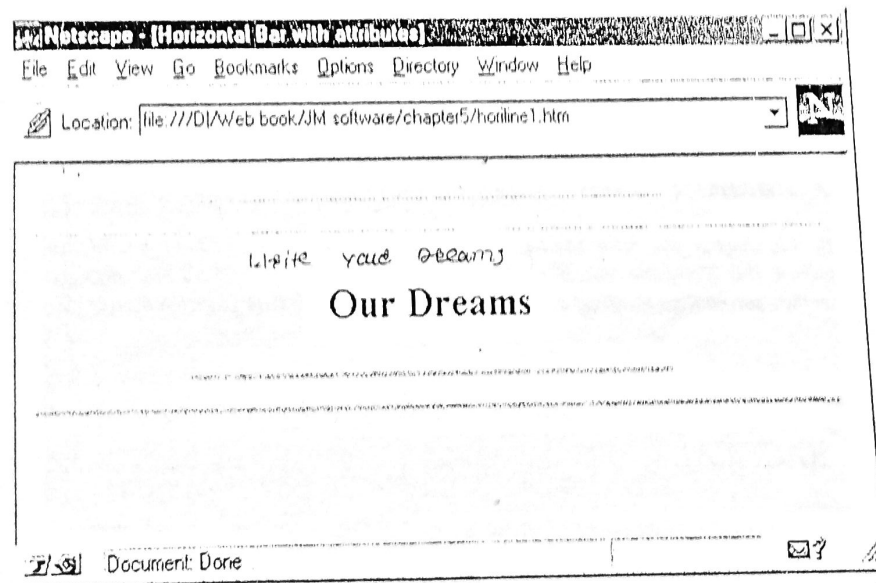 Netscape - [Horizontal Bar with attributes]
File Edit View Go Bookmarks Options Directory Window Help
Location: file:///D|/Web book/JM software/chapter5/horiline1.htm
Write your Dreams
Our Dreams
Document: Done